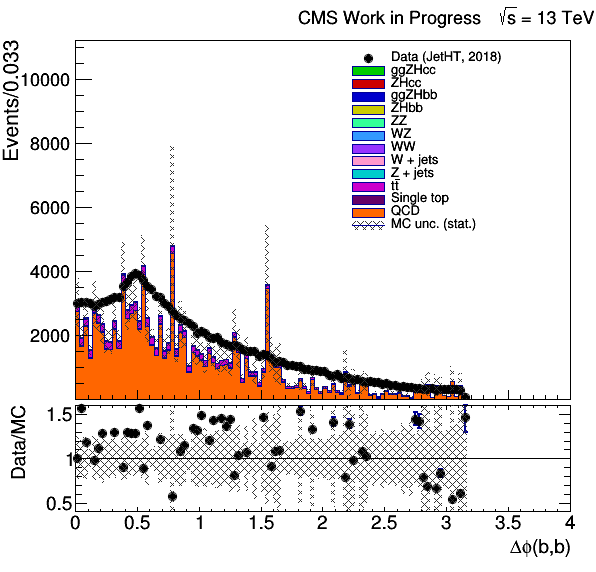 CMS Work in Progress √s = 13 TeV
Events/0.033
10000
8000
6000
4000
2000
Data (JetHT, 2018)
ggZHcc
ZHcc
ggZHbb
ZHbb
ZZ
WZ
WW
W + jets
Z + jets
tt̄
Single top
QCD
MC unc. (stat.)
Data/MC
1.5
1
0.5
0 0.5 1 1.5 2 2.5 3 3.5 4
Δϕ(b,b)